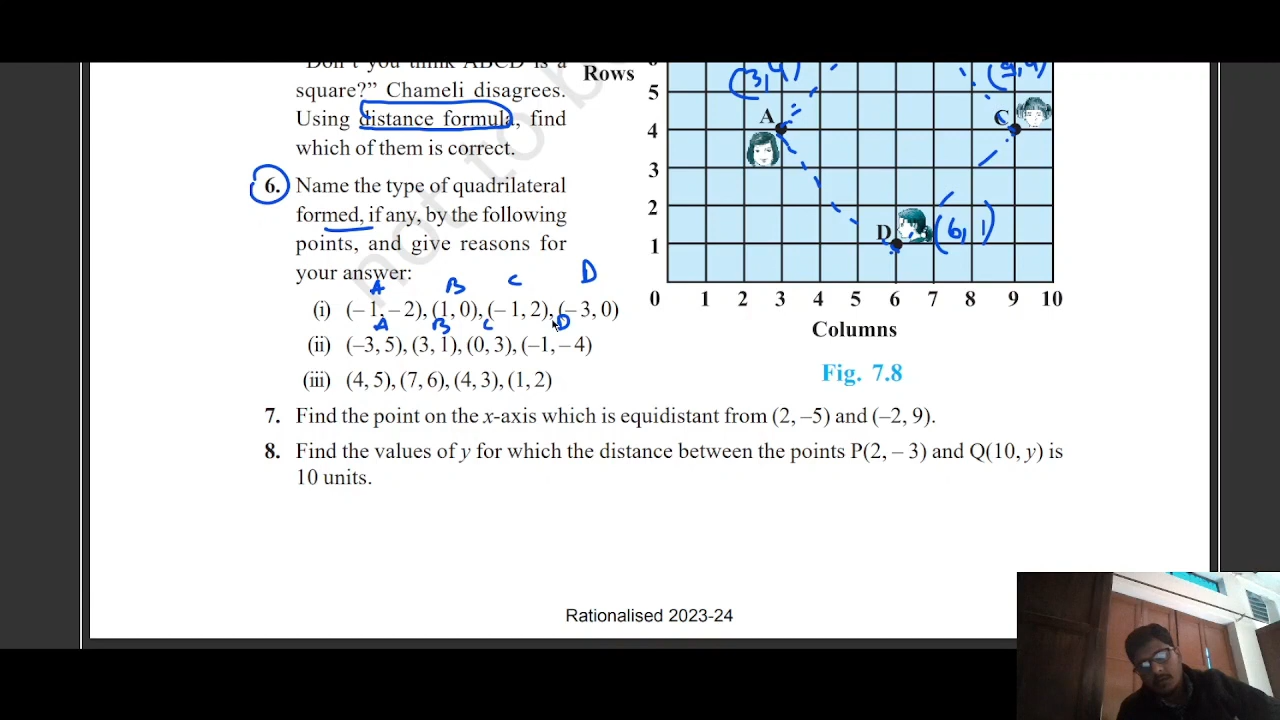 "Don't you think ABCD is a
square?" Chameli disagrees.
Using distance formula, find
which of them is correct.
6. Name the type of quadrilateral
formed, if any, by the following
points, and give reasons for
your answer:
A B C D
(i) (– 1, – 2), (1, 0), (– 1, 2), (– 3, 0)
A B C D
(ii) (–3, 5), (3, 1), (0, 3), (–1, – 4)
(iii) (4, 5), (7, 6), (4, 3), (1, 2)
Rows
5
4
3
2
1
0 1 2 3 4 5 6 7 8 9 10
Columns
(3,4)
(9,4)
A
C
D
(6, 1)
Fig. 7.8
7. Find the point on the x-axis which is equidistant from (2, –5) and (–2, 9).
8. Find the values of y for which the distance between the points P(2, – 3) and Q(10, y) is
10 units.
not to b
Rationalised 2023-24